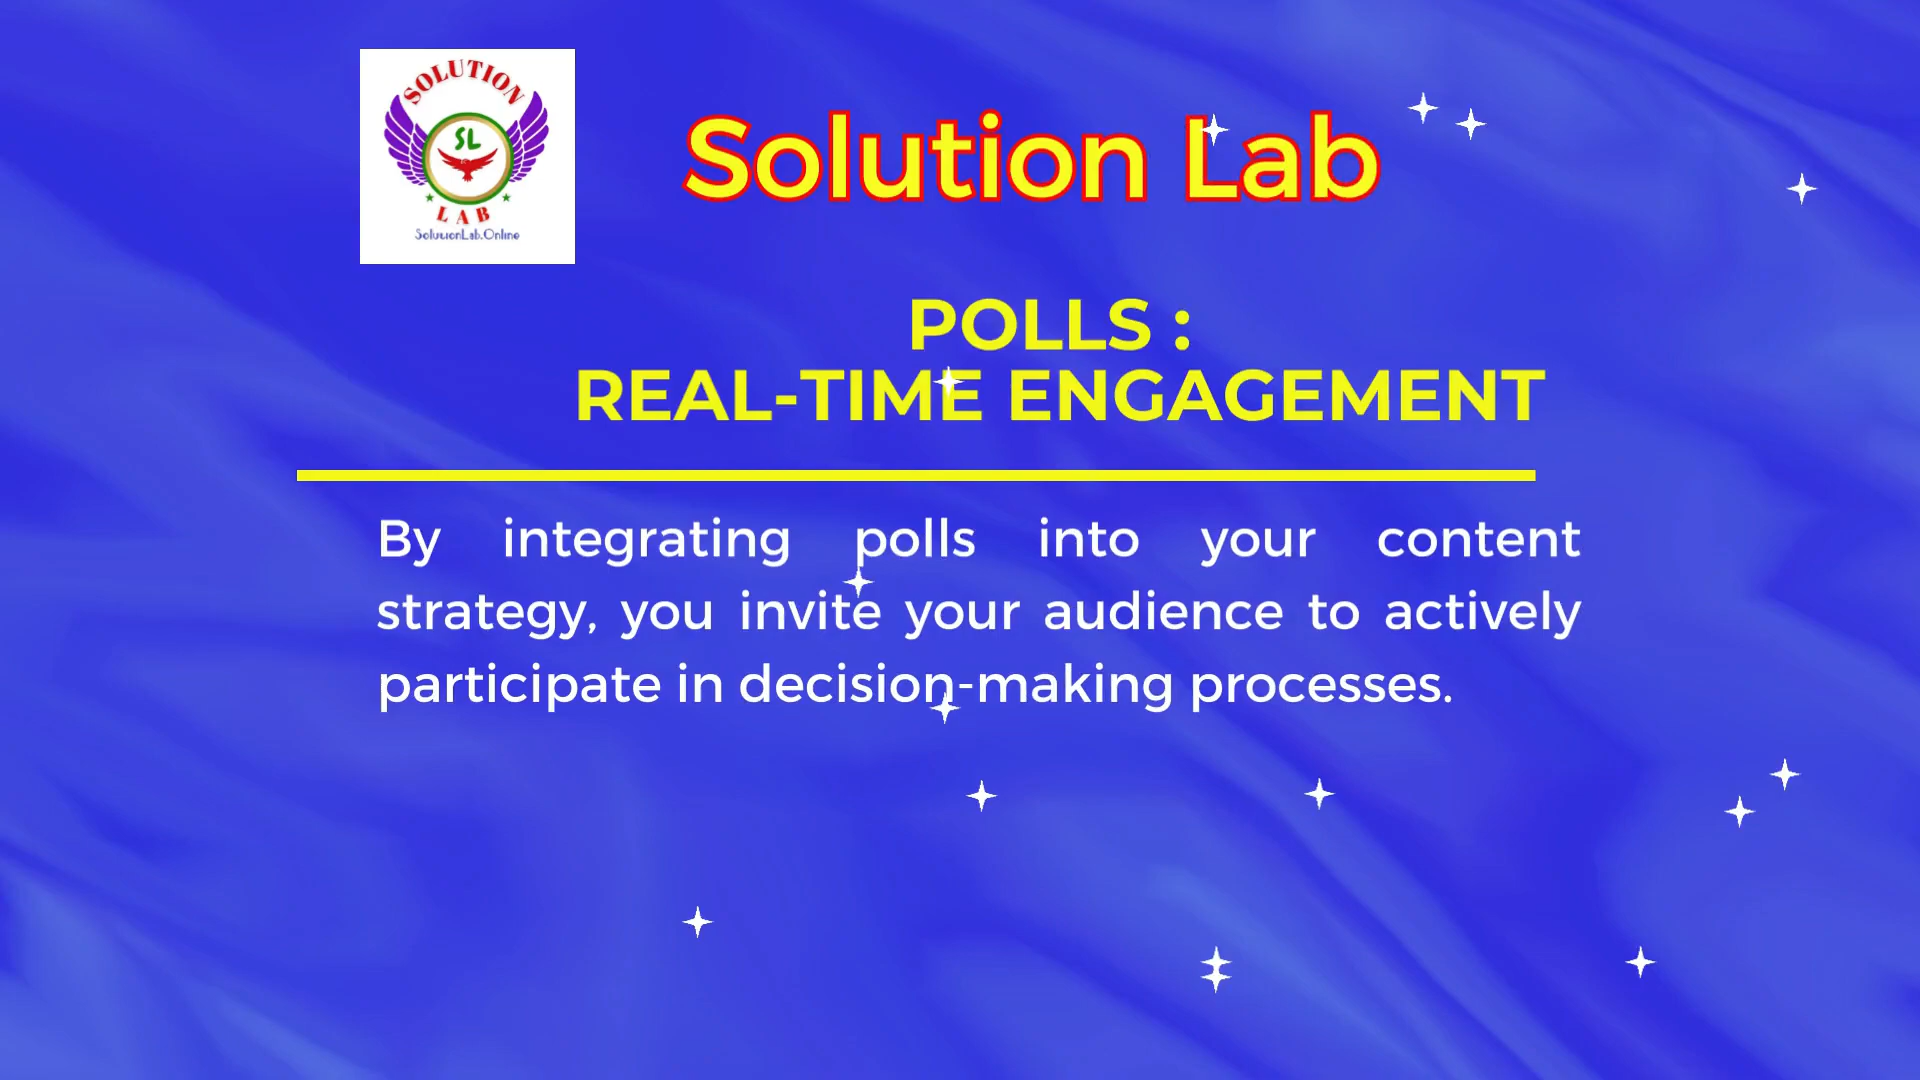 SOLUTION
SL
LAB
SolutionLab.Online
Solution Lab
POLLS :
REAL-TIME ENGAGEMENT
By integrating polls into your content
strategy, you invite your audience to actively
participate in decision-making processes.